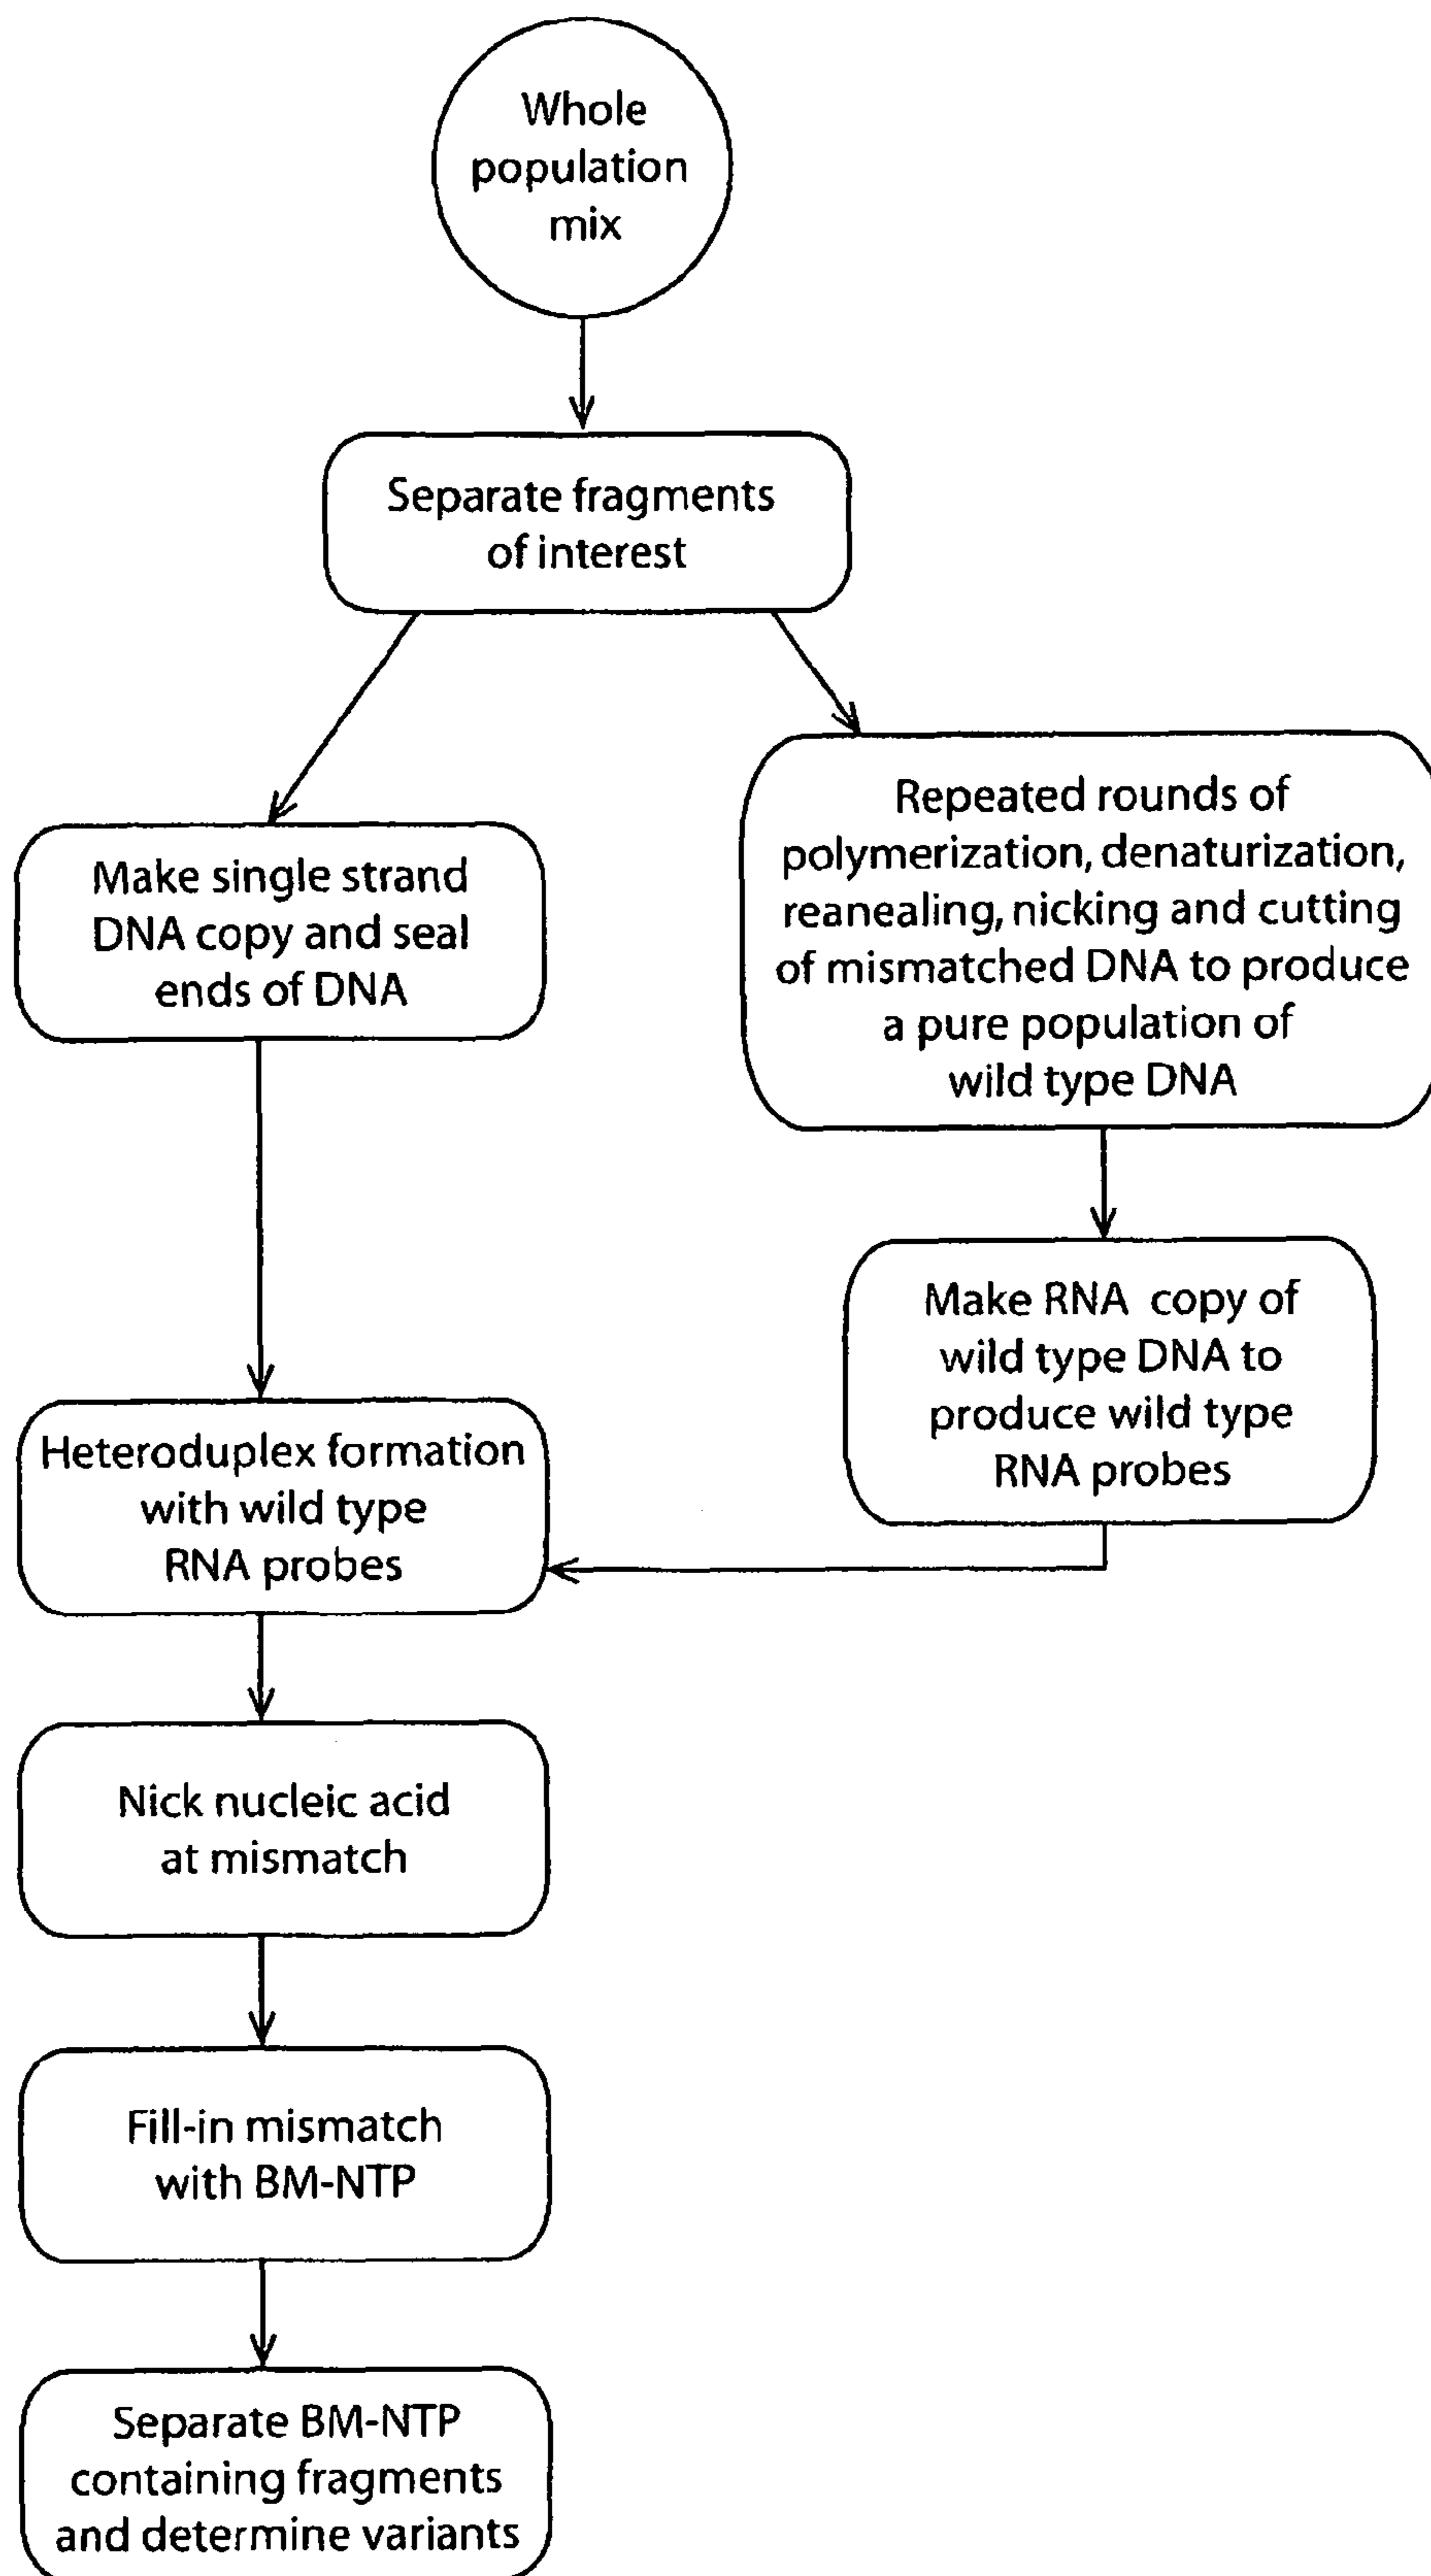 Whole
population
mix
Separate fragments
of interest
Make single strand
DNA copy and seal
ends of DNA
Repeated rounds of
polymerization, denaturization,
reanealing, nicking and cutting
of mismatched DNA to produce
a pure population of
wild type DNA
Make RNA copy of
wild type DNA to
produce wild type
RNA probes
Heteroduplex formation
with wild type
RNA probes
Nick nucleic acid
at mismatch
Fill-in mismatch
with BM-NTP
Separate BM-NTP
containing fragments
and determine variants